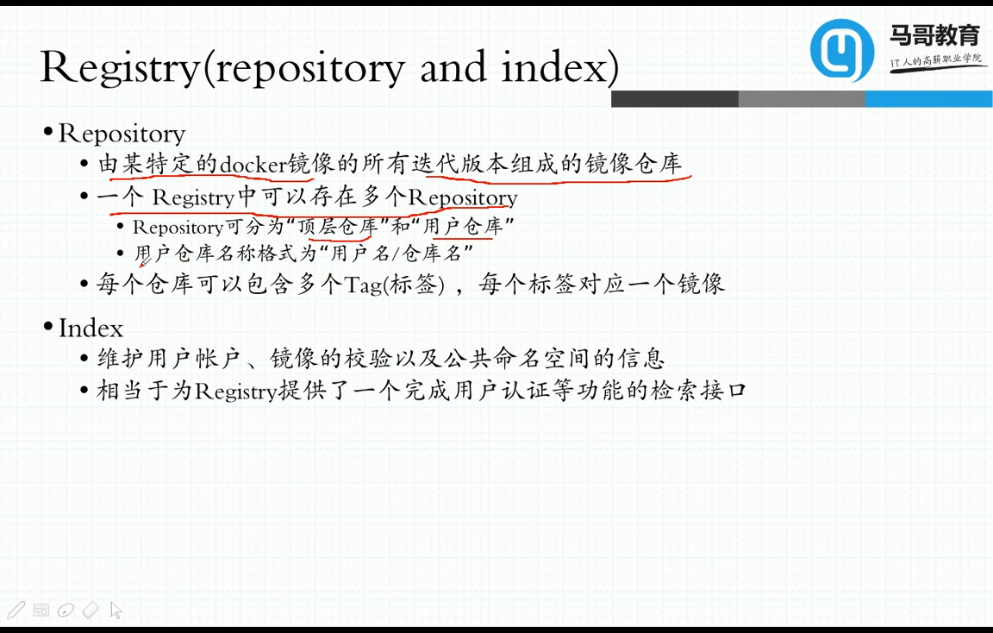 马哥教育
IT人的高薪职业学院
Registry(repository and index)
•Repository
•由某特定的docker镜像的所有迭代版本组成的镜像仓库
•一个 Registry中可以存在多个Repository
•Repository可分为“顶层仓库”和“用户仓库”
•用户仓库名称格式为“用户名/仓库名”
•每个仓库可以包含多个Tag(标签)，每个标签对应一个镜像
•Index
•维护用户帐户、镜像的校验以及公共命名空间的信息
•相当于为Registry提供了一个完成用户认证等功能的检索接口